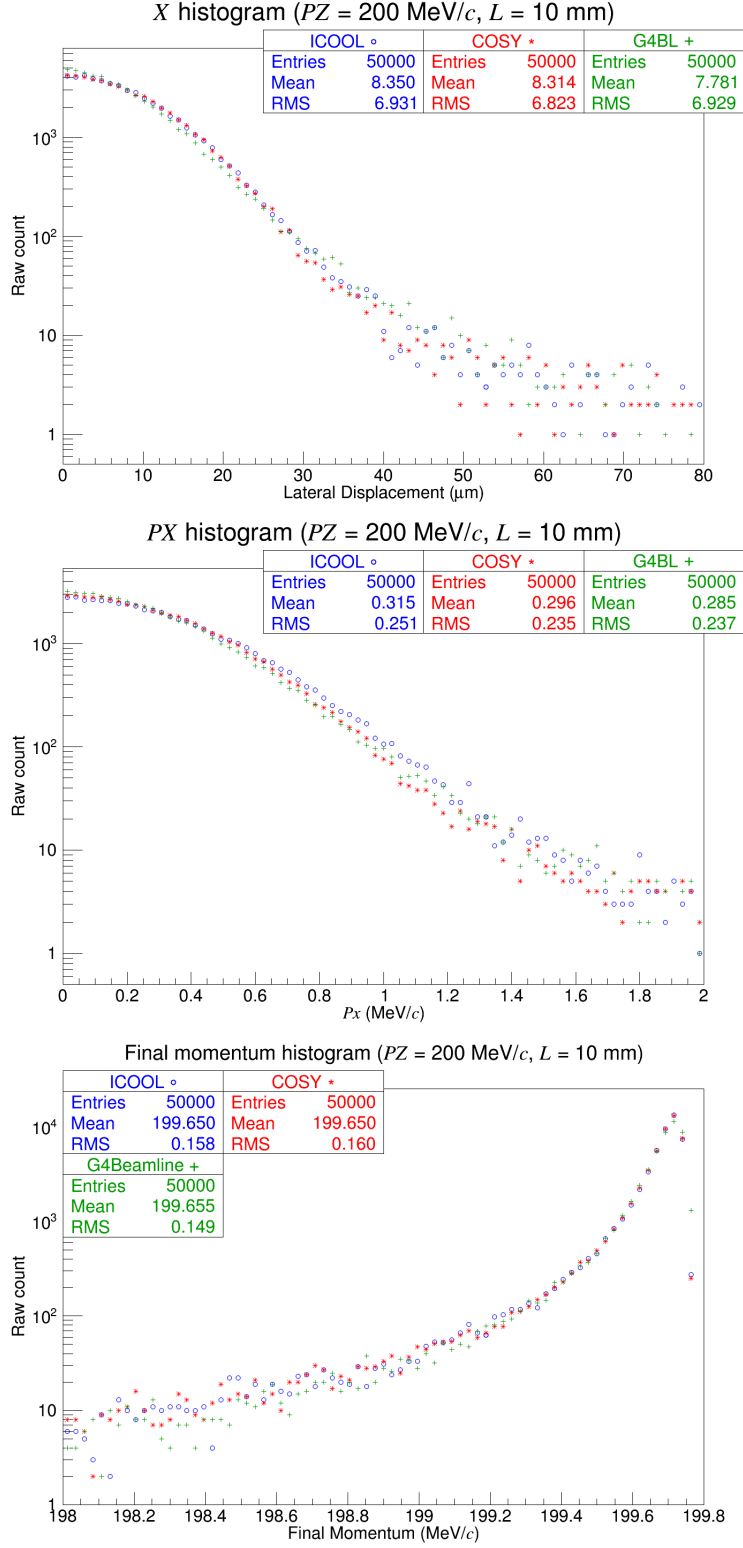 X histogram (PZ = 200 MeV/c, L = 10 mm)
ICOOL ∘ COSY * G4BL +
Entries 50000 Entries 50000 Entries 50000
Mean 8.350 Mean 8.314 Mean 7.781
RMS 6.931 RMS 6.823 RMS 6.929
10³
10²
10
1
Raw count
0 10 20 30 40 50 60 70 80
Lateral Displacement (μm)
PX histogram (PZ = 200 MeV/c, L = 10 mm)
ICOOL ∘ COSY * G4BL +
Entries 50000 Entries 50000 Entries 50000
Mean 0.315 Mean 0.296 Mean 0.285
RMS 0.251 RMS 0.235 RMS 0.237
10³
10²
10
1
Raw count
0 0.2 0.4 0.6 0.8 1 1.2 1.4 1.6 1.8 2
Px (MeV/c)
Final momentum histogram (PZ = 200 MeV/c, L = 10 mm)
ICOOL ∘ COSY *
Entries 50000 Entries 50000
Mean 199.650 Mean 199.650
RMS 0.158 RMS 0.160
G4Beamline +
Entries 50000
Mean 199.655
RMS 0.149
10⁴
10³
10²
10
1
Raw count
198 198.2 198.4 198.6 198.8 199 199.2 199.4 199.6 199.8
Final Momentum (MeV/c)